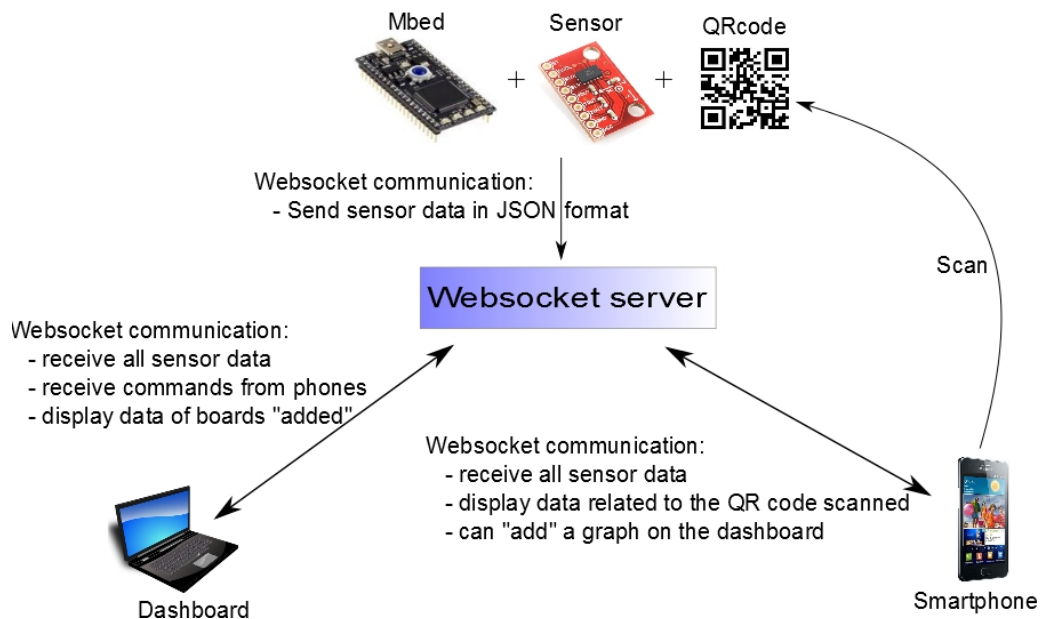 Mbed
Sensor
QRcode
+
+
Websocket communication:
- Send sensor data in JSON format
Scan
Websocket server
Websocket communication:
- receive all sensor data
- receive commands from phones
- display data of boards "added"
Websocket communication:
- receive all sensor data
- display data related to the QR code scanned
- can "add" a graph on the dashboard
Dashboard
Smartphone